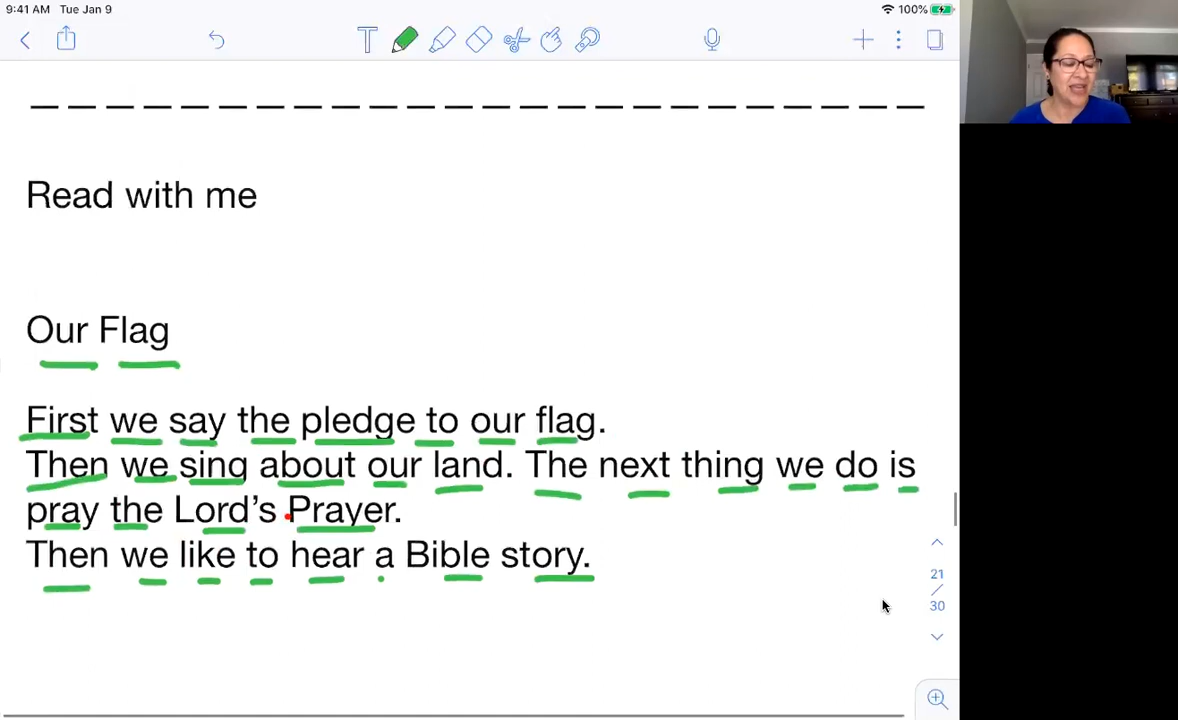 9:41 AM Tue Jan 9
100%
T
Read with me
Our Flag
First we say the pledge to our flag.
Then we sing about our land. The next thing we do is
pray the Lord’s Prayer.
Then we like to hear a Bible story.
21
/
30